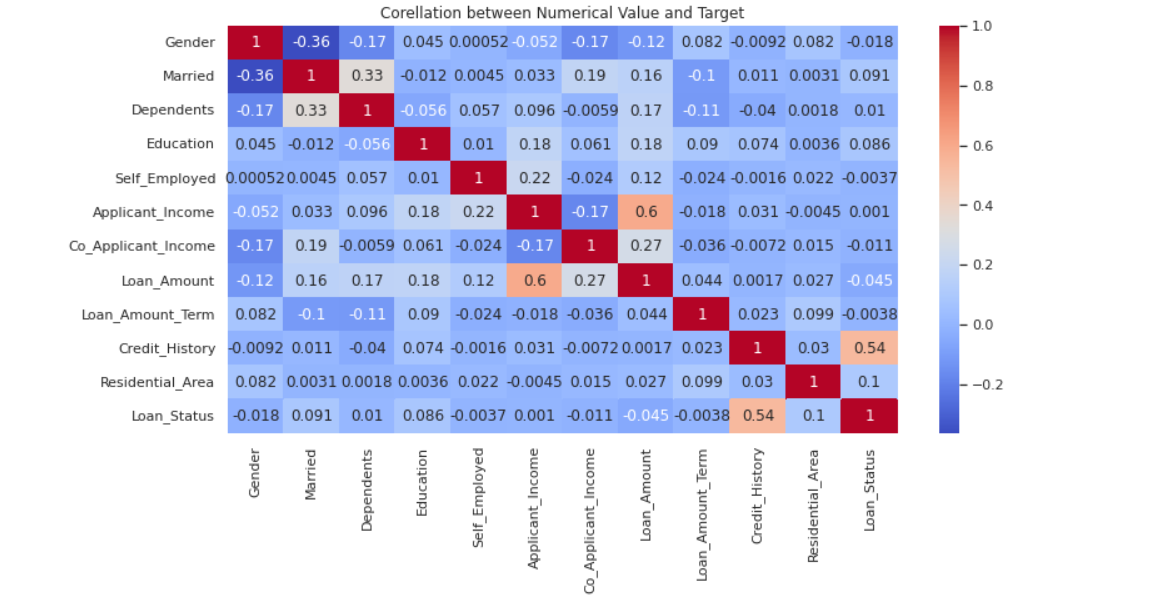 Corellation between Numerical Value and Target
Gender 1 -0.36 -0.17 0.045 0.00052 -0.052 -0.17 -0.12 0.082 -0.0092 0.082 -0.018
Married -0.36 1 0.33 -0.012 0.0045 0.033 0.19 0.16 -0.1 0.011 0.0031 0.091
Dependents -0.17 0.33 1 -0.056 0.057 0.096 -0.0059 0.17 -0.11 -0.04 0.0018 0.01
Education 0.045 -0.012 -0.056 1 0.01 0.18 0.061 0.18 0.09 0.074 0.0036 0.086
Self_Employed 0.00052 0.0045 0.057 0.01 1 0.22 -0.024 0.12 -0.024 -0.0016 0.022 -0.0037
Applicant_Income -0.052 0.033 0.096 0.18 0.22 1 -0.17 0.6 -0.018 0.031 -0.0045 0.001
Co_Applicant_Income -0.17 0.19 -0.0059 0.061 -0.024 -0.17 1 0.27 -0.036 -0.0072 0.015 -0.011
Loan_Amount -0.12 0.16 0.17 0.18 0.12 0.6 0.27 1 0.044 0.0017 0.027 -0.045
Loan_Amount_Term 0.082 -0.1 -0.11 0.09 -0.024 -0.018 -0.036 0.044 1 0.023 0.099 -0.0038
Credit_History -0.0092 0.011 -0.04 0.074 -0.0016 0.031 -0.0072 0.0017 0.023 1 0.03 0.54
Residential_Area 0.082 0.0031 0.0018 0.0036 0.022 -0.0045 0.015 0.027 0.099 0.03 1 0.1
Loan_Status -0.018 0.091 0.01 0.086 -0.0037 0.001 -0.011 -0.045 -0.0038 0.54 0.1 1
Gender
Married
Dependents
Education
Self_Employed
Applicant_Income
Co_Applicant_Income
Loan_Amount
Loan_Amount_Term
Credit_History
Residential_Area
Loan_Status
1.0
0.8
0.6
0.4
0.2
0.0
−0.2